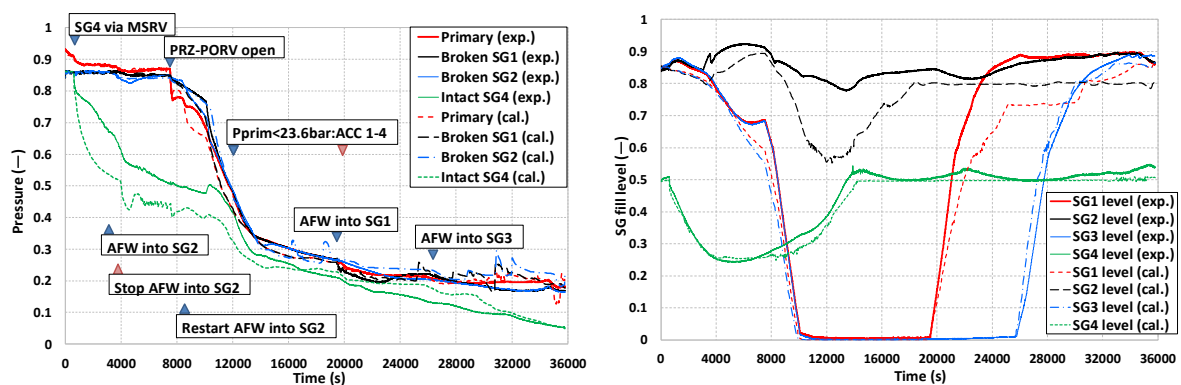 SG4 via MSRV
PRZ-PORV open
Primary (exp.)
Broken SG1 (exp.)
Broken SG2 (exp.)
Intact SG4 (exp.)
Primary (cal.)
Broken SG1 (cal.)
Broken SG2 (cal.)
Intact SG4 (cal.)
Pprim<23.6bar:ACC 1-4
AFW into SG1
AFW into SG2
AFW into SG3
Stop AFW into SG2
Restart AFW into SG2
Pressure (—)
1
0.9
0.8
0.7
0.6
0.5
0.4
0.3
0.2
0.1
0
0 4000 8000 12000 16000 20000 24000 28000 32000 36000
Time (s)
SG fill level (—)
1
0.9
0.8
0.7
0.6
0.5
0.4
0.3
0.2
0.1
0
SG1 level (exp.)
SG2 level (exp.)
SG3 level (exp.)
SG4 level (exp.)
SG1 level (cal.)
SG2 level (cal.)
SG3 level (cal.)
SG4 level (cal.)
0 4000 8000 12000 16000 20000 24000 28000 32000 36000
Time (s)